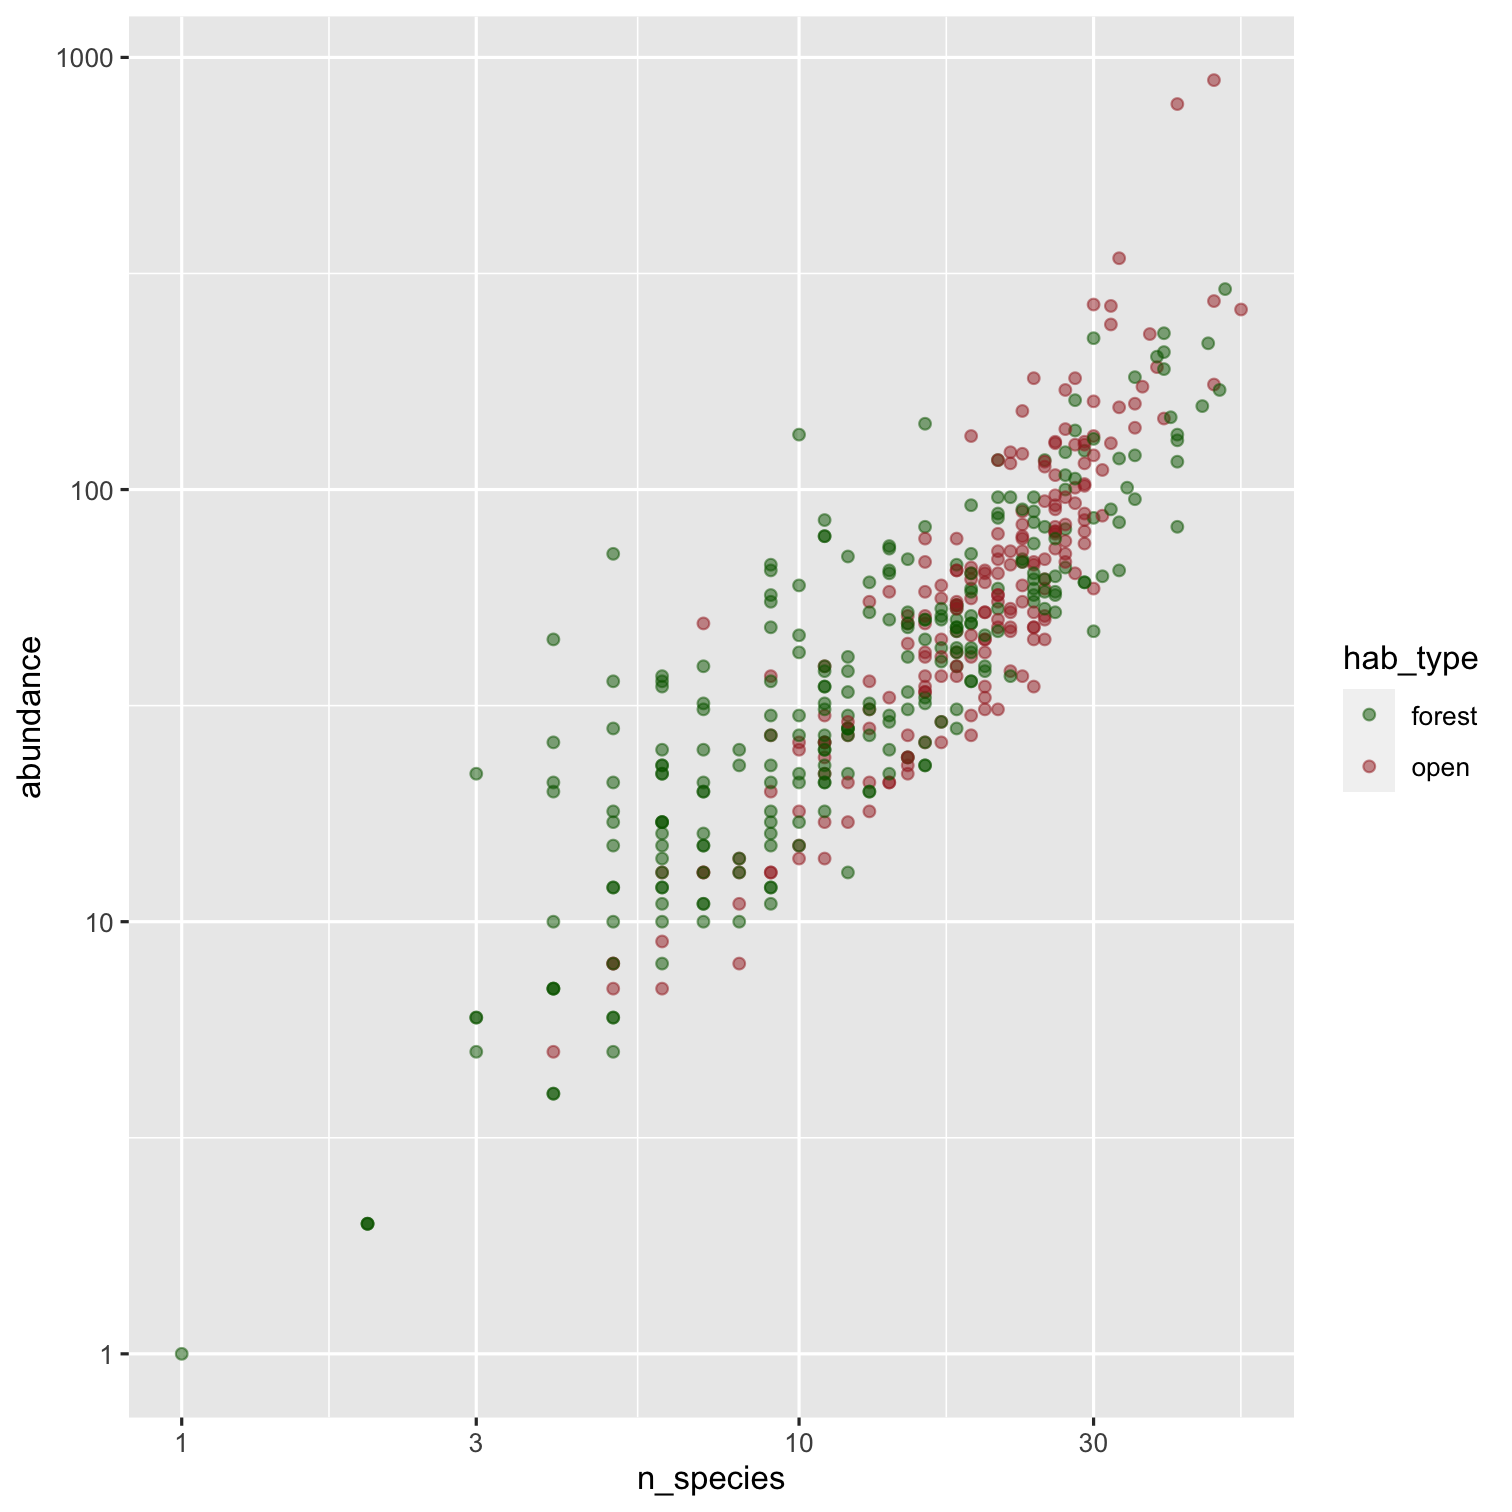 1000
100
10
1
abundance
1 3 10 30
n_species
hab_type
forest
open